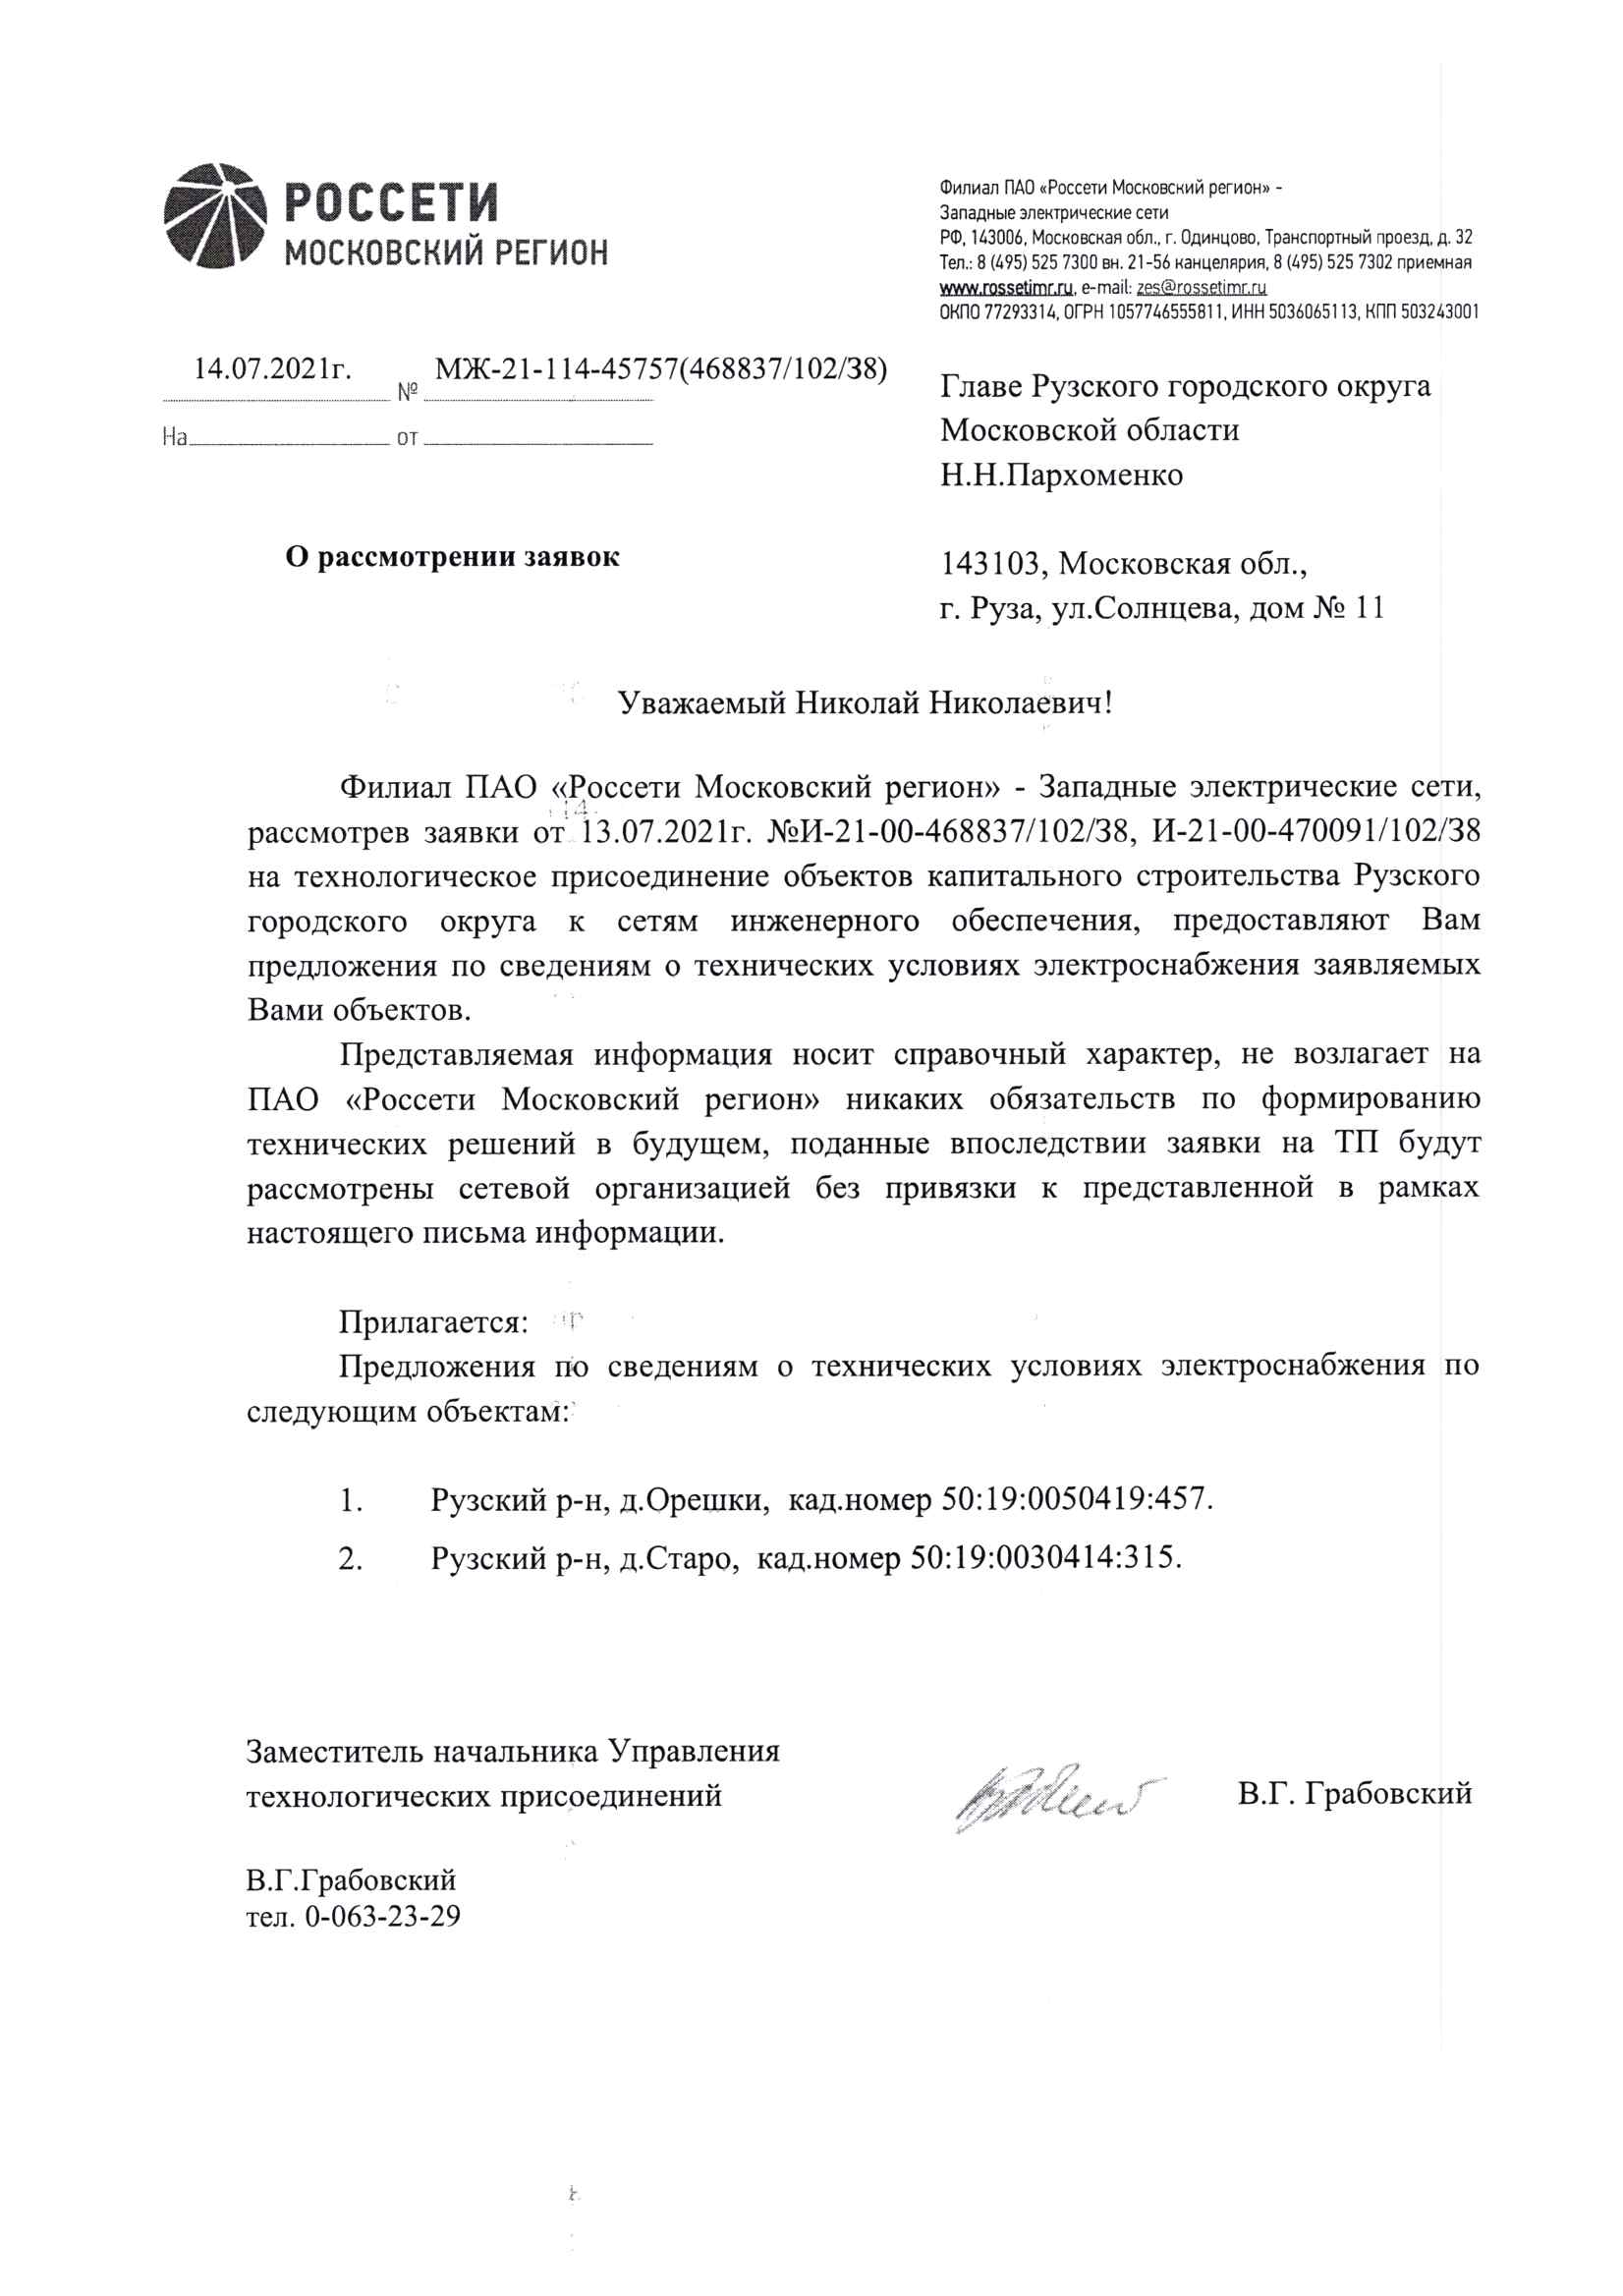 РОССЕТИ
МОСКОВСКИЙ РЕГИОН
Филиал ПАО «Россети Московский регион» -
Западные электрические сети
РФ, 143006, Московская обл., г. Одинцово, Транспортный проезд, д. 32
Тел.: 8 (495) 525 7300 вн. 21-56 канцелярия, 8 (495) 525 7302 приемная
www.rossetimr.ru, e-mail: zes@rossetimr.ru
ОКПО 77293314, ОГРН 1057746555811, ИНН 5036065113, КПП 503243001
14.07.2021г. № МЖ-21-114-45757(468837/102/З8)
На от
Главе Рузского городского округа
Московской области
Н.Н.Пархоменко
О рассмотрении заявок
143103, Московская обл.,
г. Руза, ул.Солнцева, дом № 11
Уважаемый Николай Николаевич!
Филиал ПАО «Россети Московский регион» - Западные электрические сети,
рассмотрев заявки от 13.07.2021г. №И-21-00-468837/102/З8, И-21-00-470091/102/З8
на технологическое присоединение объектов капитального строительства Рузского
городского округа к сетям инженерного обеспечения, предоставляют Вам
предложения по сведениям о технических условиях электроснабжения заявляемых
Вами объектов.
Представляемая информация носит справочный характер, не возлагает на
ПАО «Россети Московский регион» никаких обязательств по формированию
технических решений в будущем, поданные впоследствии заявки на ТП будут
рассмотрены сетевой организацией без привязки к представленной в рамках
настоящего письма информации.
Прилагается:
Предложения по сведениям о технических условиях электроснабжения по
следующим объектам:
1. Рузский р-н, д.Орешки, кад.номер 50:19:0050419:457.
2. Рузский р-н, д.Старо, кад.номер 50:19:0030414:315.
Заместитель начальника Управления
технологических присоединений
В.Г. Грабовский
В.Г.Грабовский
тел. 0-063-23-29